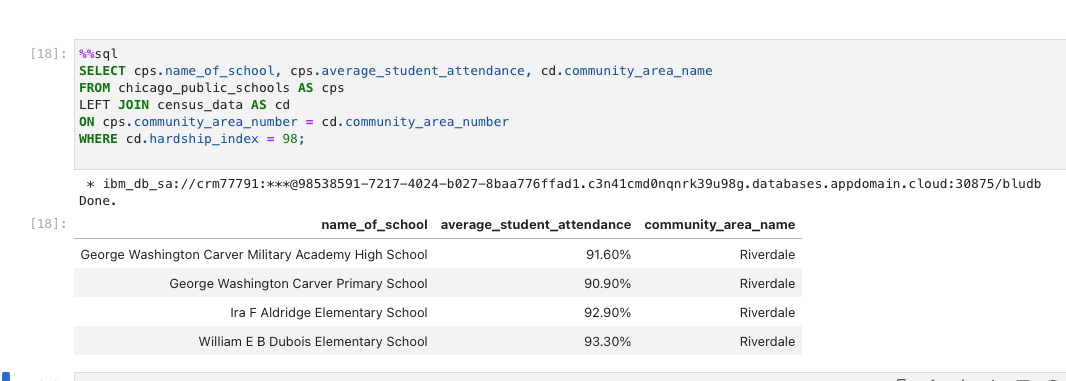 [18]: %%sql
SELECT cps.name_of_school, cps.average_student_attendance, cd.community_area_name
FROM chicago_public_schools AS cps
LEFT JOIN census_data AS cd
ON cps.community_area_number = cd.community_area_number
WHERE cd.hardship_index = 98;
* ibm_db_sa://crm77791:***@98538591-7217-4024-b027-8baa776ffad1.c3n41cmd0nqnrk39u98g.databases.appdomain.cloud:30875/bludb
Done.
[18]: name_of_school average_student_attendance community_area_name
George Washington Carver Military Academy High School 91.60% Riverdale
George Washington Carver Primary School 90.90% Riverdale
Ira F Aldridge Elementary School 92.90% Riverdale
William E B Dubois Elementary School 93.30% Riverdale